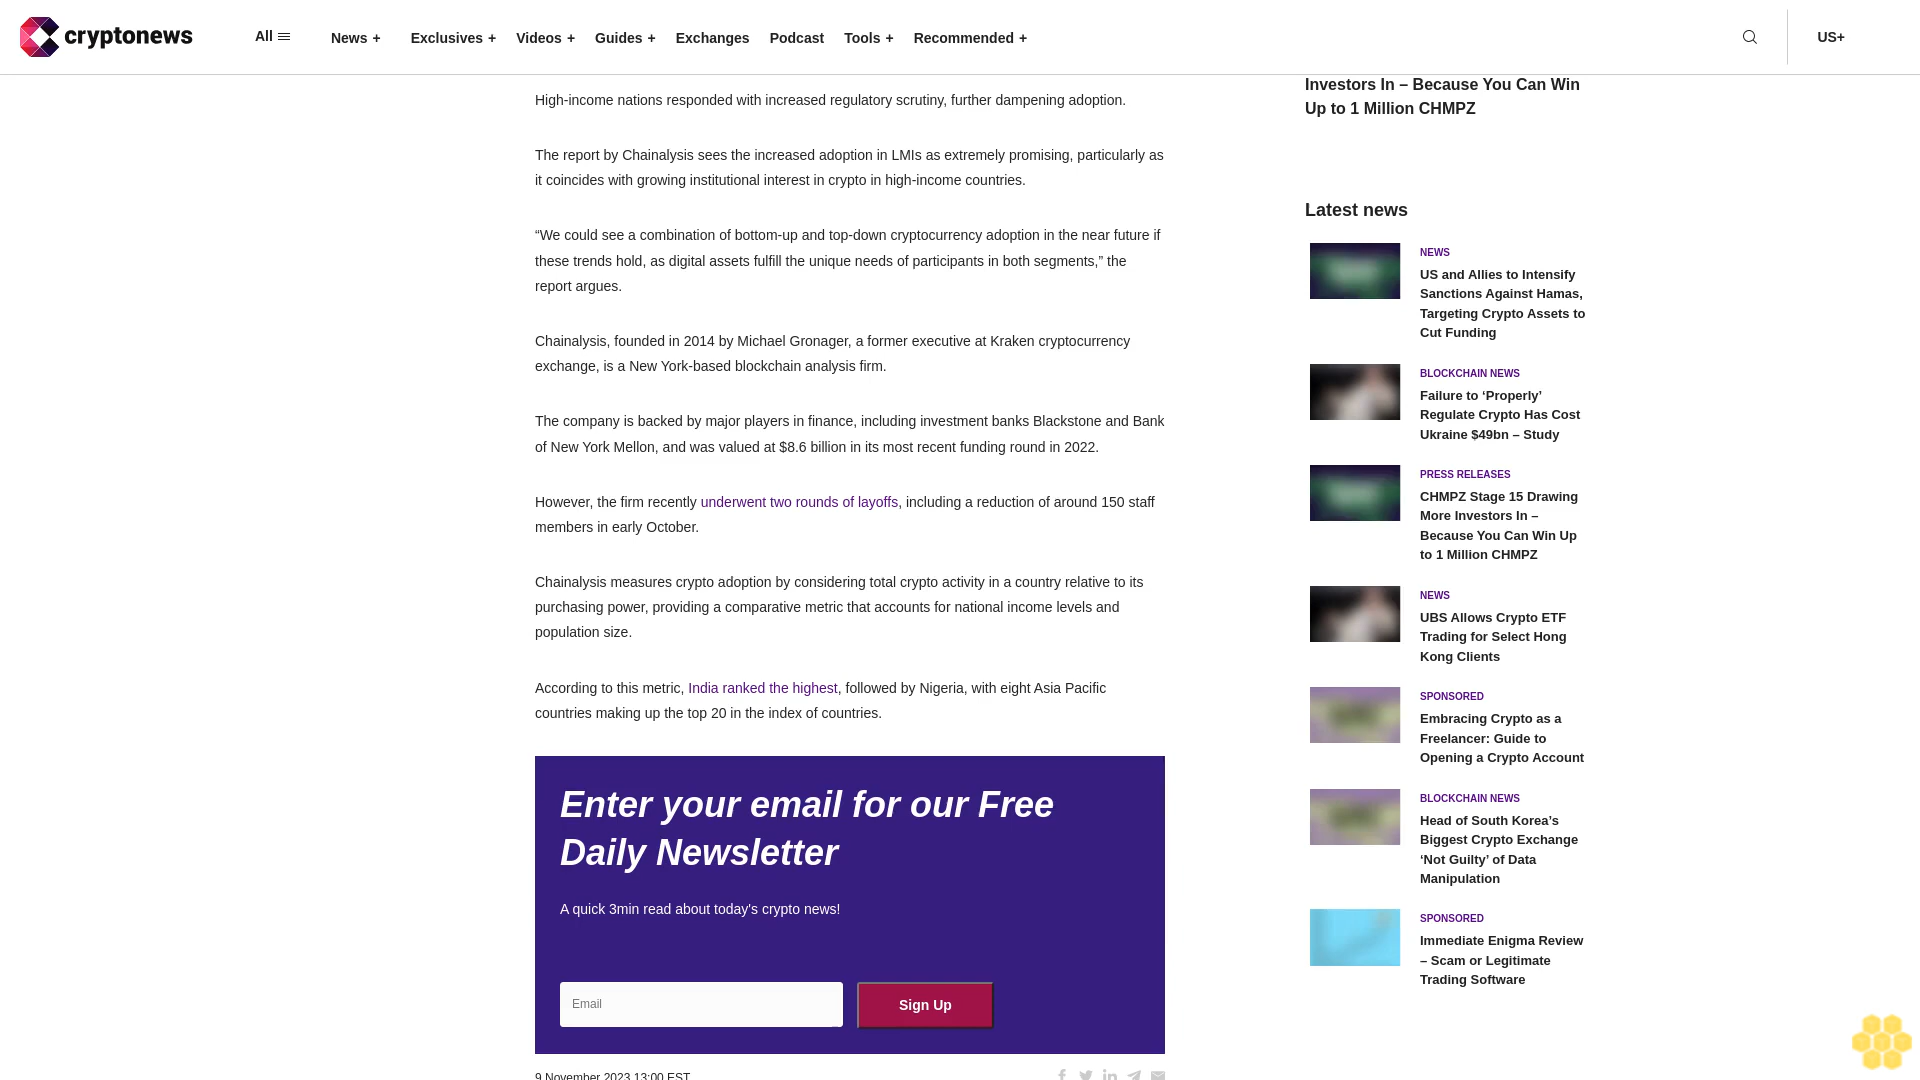 cryptonews
All
News +
Exclusives +
Videos +
Guides +
Exchanges
Podcast
Tools +
Recommended +
US+
High-income nations responded with increased regulatory scrutiny, further dampening adoption.
The report by Chainalysis sees the increased adoption in LMIs as extremely promising, particularly as
it coincides with growing institutional interest in crypto in high-income countries.
“We could see a combination of bottom-up and top-down cryptocurrency adoption in the near future if
these trends hold, as digital assets fulfill the unique needs of participants in both segments,” the
report argues.
Chainalysis, founded in 2014 by Michael Gronager, a former executive at Kraken cryptocurrency
exchange, is a New York-based blockchain analysis firm.
The company is backed by major players in finance, including investment banks Blackstone and Bank
of New York Mellon, and was valued at $8.6 billion in its most recent funding round in 2022.
However, the firm recently underwent two rounds of layoffs, including a reduction of around 150 staff
members in early October.
Chainalysis measures crypto adoption by considering total crypto activity in a country relative to its
purchasing power, providing a comparative metric that accounts for national income levels and
population size.
According to this metric, India ranked the highest, followed by Nigeria, with eight Asia Pacific
countries making up the top 20 in the index of countries.
Enter your email for our Free
Daily Newsletter
A quick 3min read about today's crypto news!
Email
Sign Up
9 November 2023 13:00 EST
Investors In – Because You Can Win
Up to 1 Million CHMPZ
Latest news
NEWS
US and Allies to Intensify
Sanctions Against Hamas,
Targeting Crypto Assets to
Cut Funding
BLOCKCHAIN NEWS
Failure to ‘Properly’
Regulate Crypto Has Cost
Ukraine $49bn – Study
PRESS RELEASES
CHMPZ Stage 15 Drawing
More Investors In –
Because You Can Win Up
to 1 Million CHMPZ
NEWS
UBS Allows Crypto ETF
Trading for Select Hong
Kong Clients
SPONSORED
Embracing Crypto as a
Freelancer: Guide to
Opening a Crypto Account
BLOCKCHAIN NEWS
Head of South Korea’s
Biggest Crypto Exchange
‘Not Guilty’ of Data
Manipulation
SPONSORED
Immediate Enigma Review
– Scam or Legitimate
Trading Software